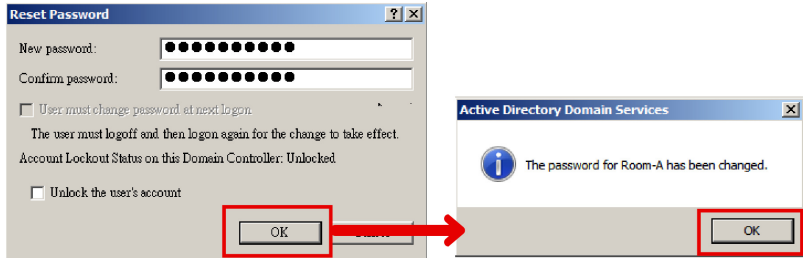 Reset Password
New password:
Confirm password:
User must change password at next logon
The user must logoff and then logon again for the change to take effect.
Account Lockout Status on this Domain Controller: Unlocked
Unlock the user's account
OK
Active Directory Domain Services
The password for Room-A has been changed.
OK